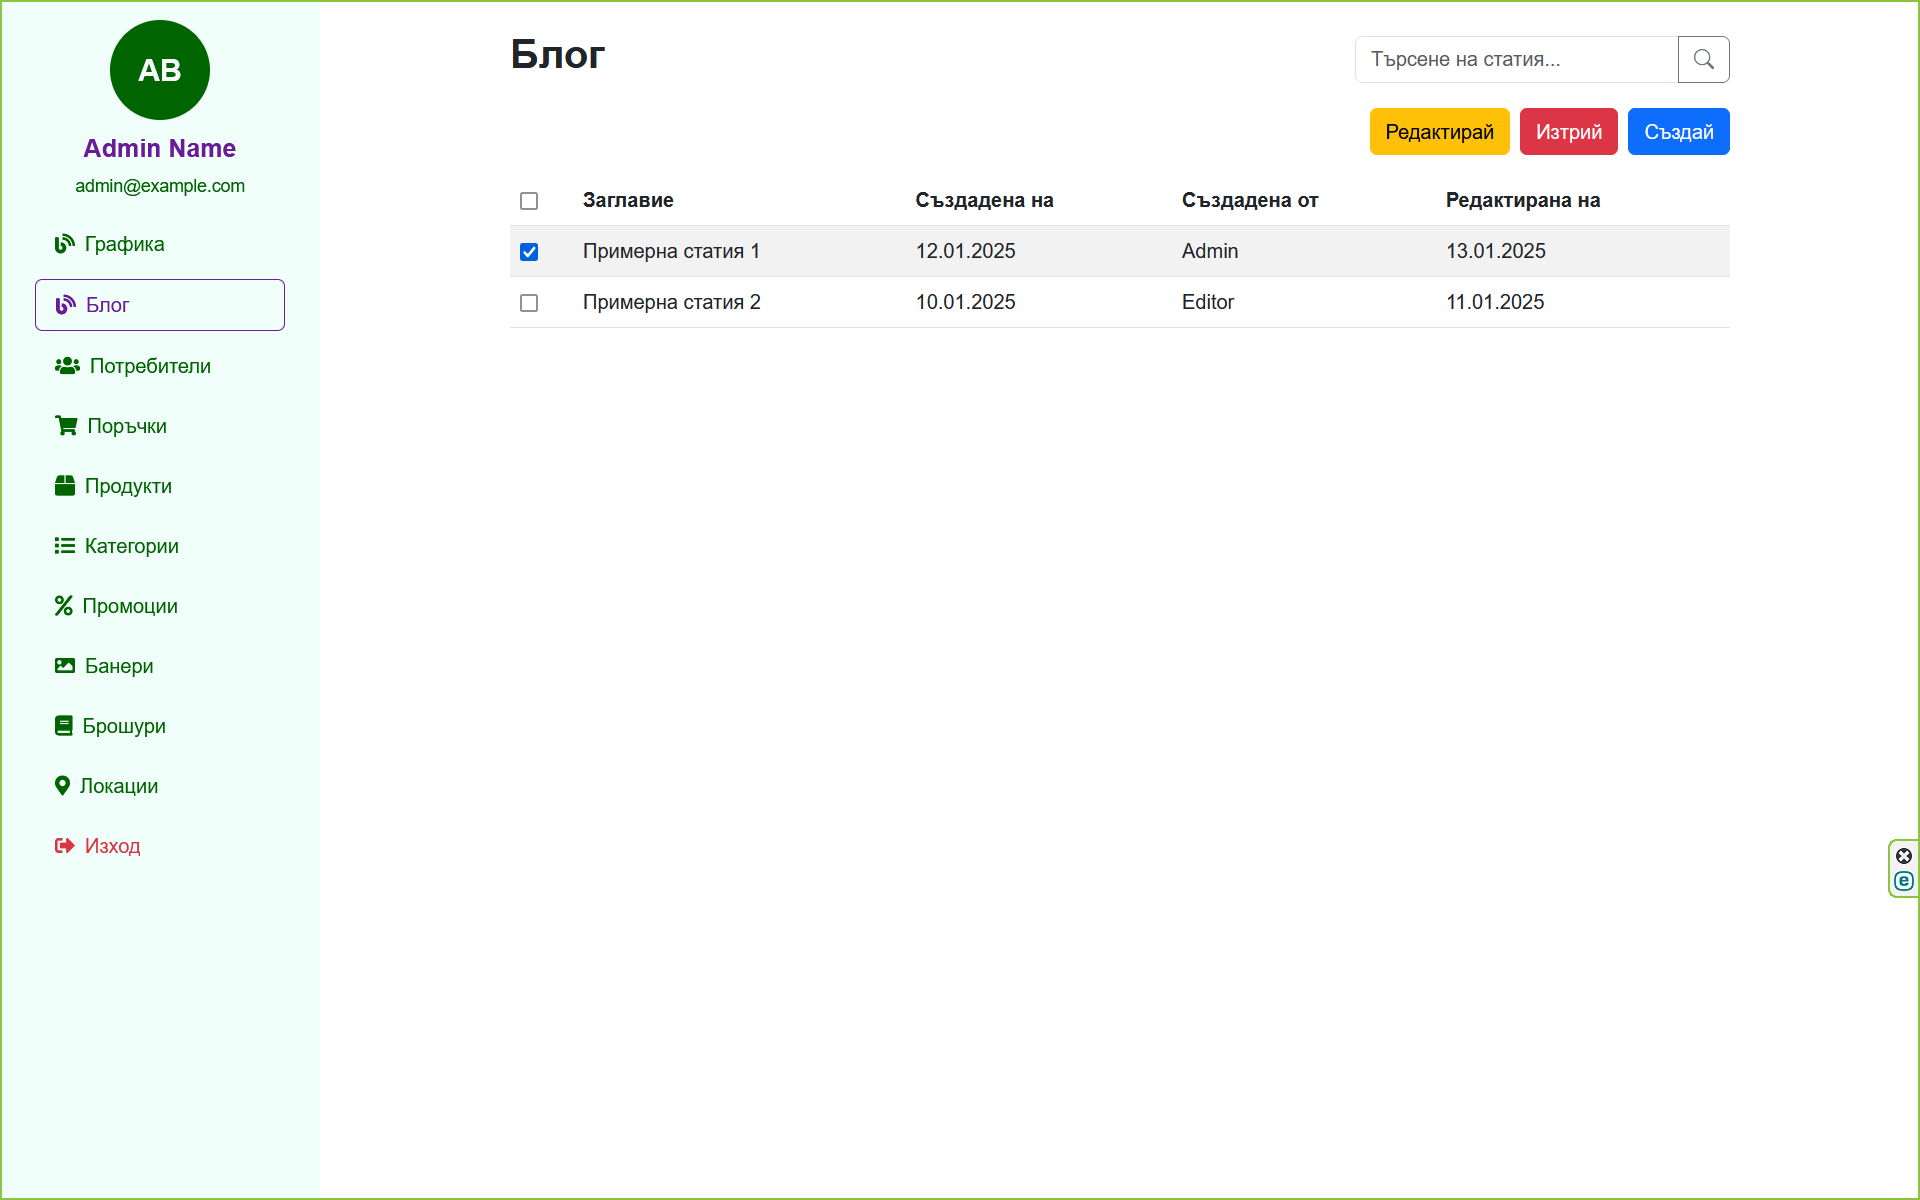 AB
Admin Name
admin@example.com
Графика
Блог
Потребители
Поръчки
Продукти
Категории
Промоции
Банери
Брошури
Локации
Изход
Блог
Търсене на статия...
Редактирай Изтрий Създай
Заглавие Създадена на Създадена от Редактирана на
Примерна статия 1 12.01.2025 Admin 13.01.2025
Примерна статия 2 10.01.2025 Editor 11.01.2025
e